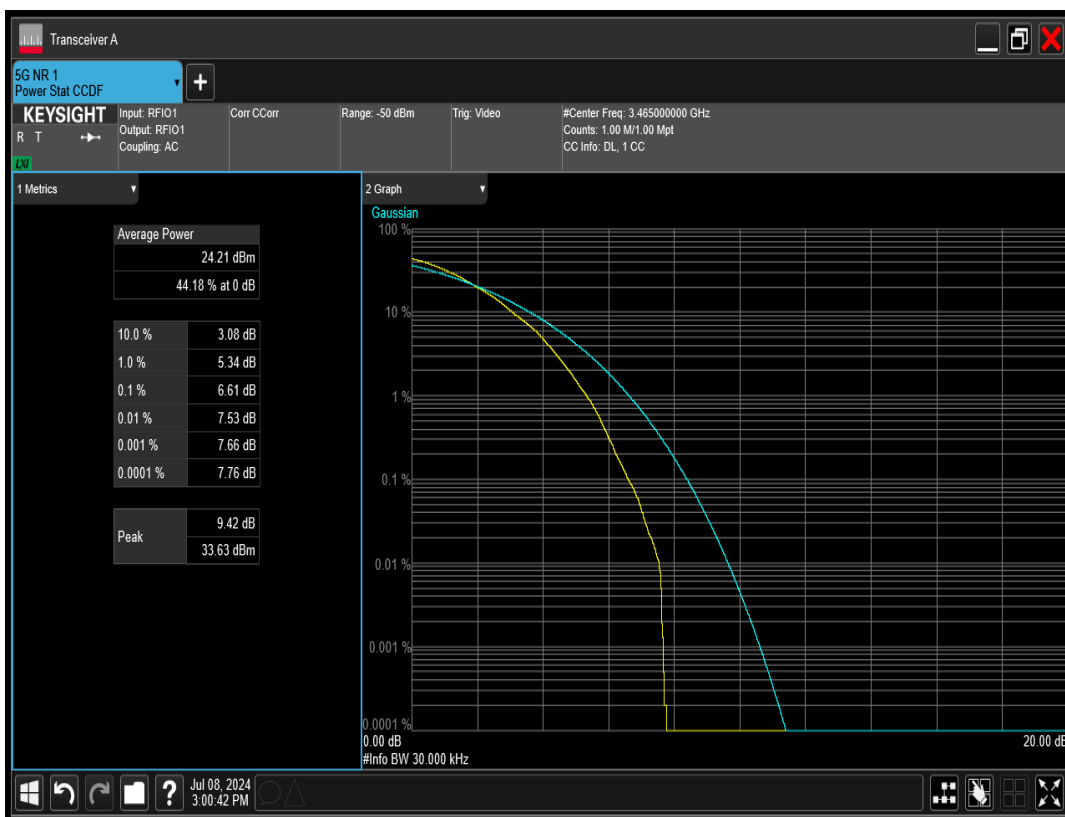 Transceiver A
5G NR 1
Power Stat CCDF
+
KEYSIGHT
R T
LXI
Input: RFIO1
Output: RFIO1
Coupling: AC
Corr CCorr
Range: -50 dBm
Trig: Video
#Center Freq: 3.465000000 GHz
Counts: 1.00 M/1.00 Mpt
CC Info: DL, 1 CC
1 Metrics
Average Power
24.21 dBm
44.18 % at 0 dB
10.0 % 3.08 dB
1.0 % 5.34 dB
0.1 % 6.61 dB
0.01 % 7.53 dB
0.001 % 7.66 dB
0.0001 % 7.76 dB
Peak
9.42 dB
33.63 dBm
2 Graph
Gaussian
100 %
10 %
1 %
0.1 %
0.01 %
0.001 %
0.0001 %
0.00 dB
20.00 dB
#Info BW 30.000 kHz
?
Jul 08, 2024
3:00:42 PM